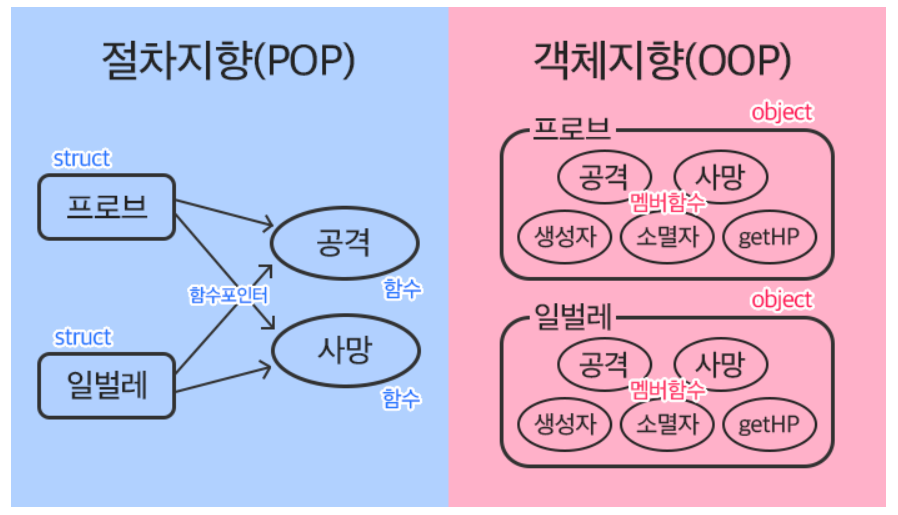 절차지향(POP)
struct
프로브
공격
함수
함수포인터
struct
일벌레
사망
함수
객체지향(OOP)
object
프로브
공격
사망
멤버함수
생성자
소멸자
getHP
object
일벌레
공격
사망
멤버함수
생성자
소멸자
getHP